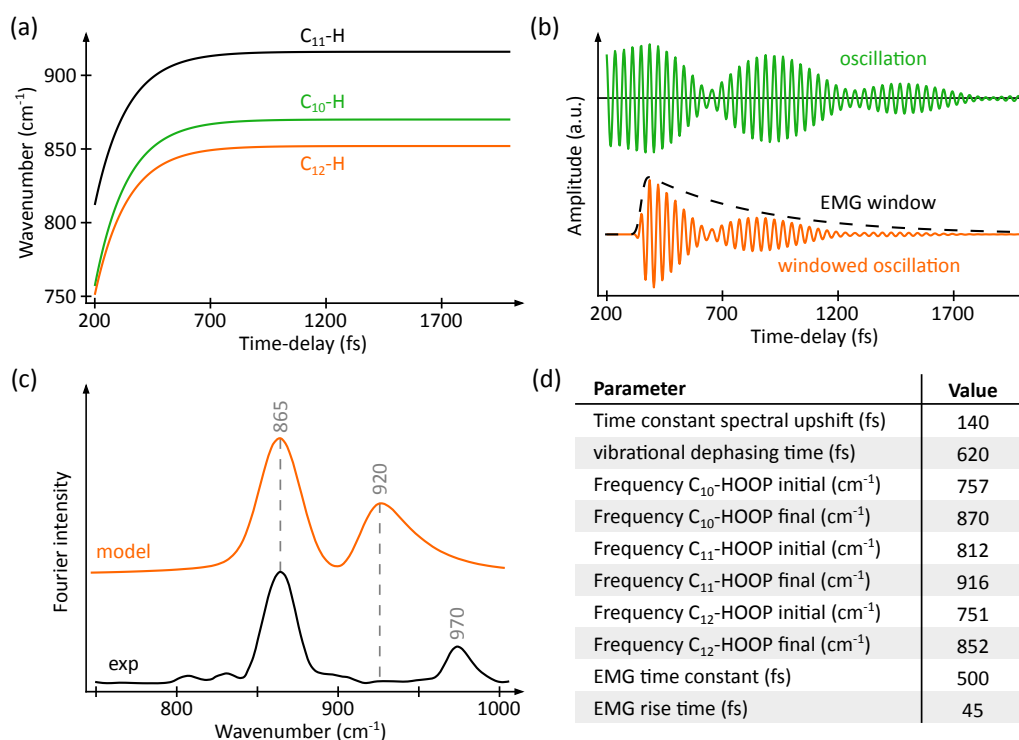 (a)
C₁₁-H
C₁₀-H
C₁₂-H
Wavenumber (cm⁻¹)
900
850
800
750
200 700 1200 1700
Time-delay (fs)
(b)
oscillation
EMG window
windowed oscillation
Amplitude (a.u.)
200 700 1200 1700
Time-delay (fs)
(c)
865
920
970
model
exp
Fourier intensity
800 900 1000
Wavenumber (cm⁻¹)
(d)
Parameter Value
Time constant spectral upshift (fs) 140
vibrational dephasing time (fs) 620
Frequency C₁₀-HOOP initial (cm⁻¹) 757
Frequency C₁₀-HOOP final (cm⁻¹) 870
Frequency C₁₁-HOOP initial (cm⁻¹) 812
Frequency C₁₁-HOOP final (cm⁻¹) 916
Frequency C₁₂-HOOP initial (cm⁻¹) 751
Frequency C₁₂-HOOP final (cm⁻¹) 852
EMG time constant (fs) 500
EMG rise time (fs) 45